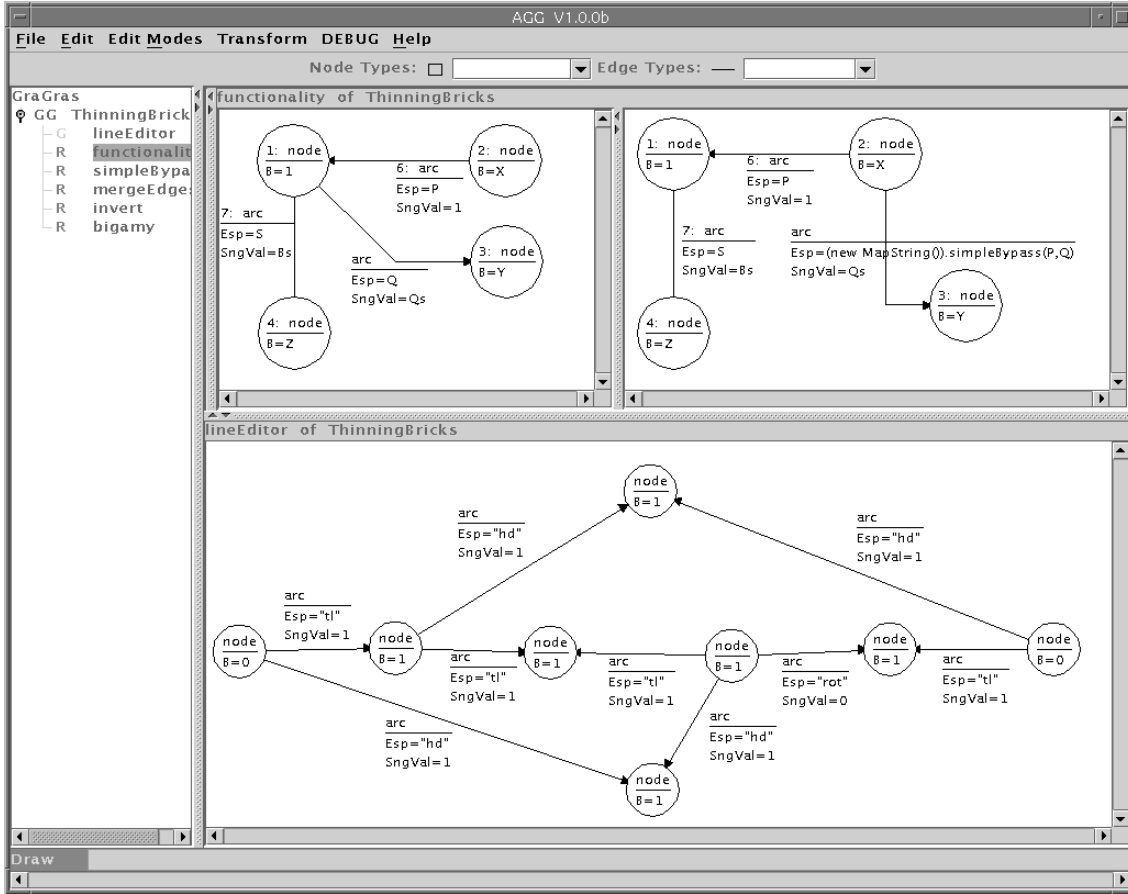 AGG V1.0.0b
File Edit Edit Modes Transform DEBUG Help
Node Types: Edge Types:
GraGras
GG ThinningBrick
G lineEditor
R functionalit
R simpleBypa
R mergeEdge
R invert
R bigamy
functionality of ThinningBricks
1: node
B=1
2: node
B=X
6: arc
Esp=P
SngVal=1
7: arc
Esp=S
SngVal=Bs
3: node
B=Y
arc
Esp=Q
SngVal=Qs
4: node
B=Z
1: node
B=1
2: node
B=X
6: arc
Esp=P
SngVal=1
7: arc
Esp=S
SngVal=Bs
arc
Esp=(new MapString()).simpleBypass(P,Q)
SngVal=Qs
3: node
B=Y
4: node
B=Z
lineEditor of ThinningBricks
node
B=1
arc
Esp="hd"
SngVal=1
arc
Esp="hd"
SngVal=1
arc
Esp="tl"
SngVal=1
node
B=0
node
B=1
node
B=1
node
B=1
node
B=1
node
B=0
arc
Esp="tl"
SngVal=1
arc
Esp="tl"
SngVal=1
arc
Esp="rot"
SngVal=0
arc
Esp="tl"
SngVal=1
arc
Esp="hd"
SngVal=1
arc
Esp="hd"
SngVal=1
node
B=1
Draw